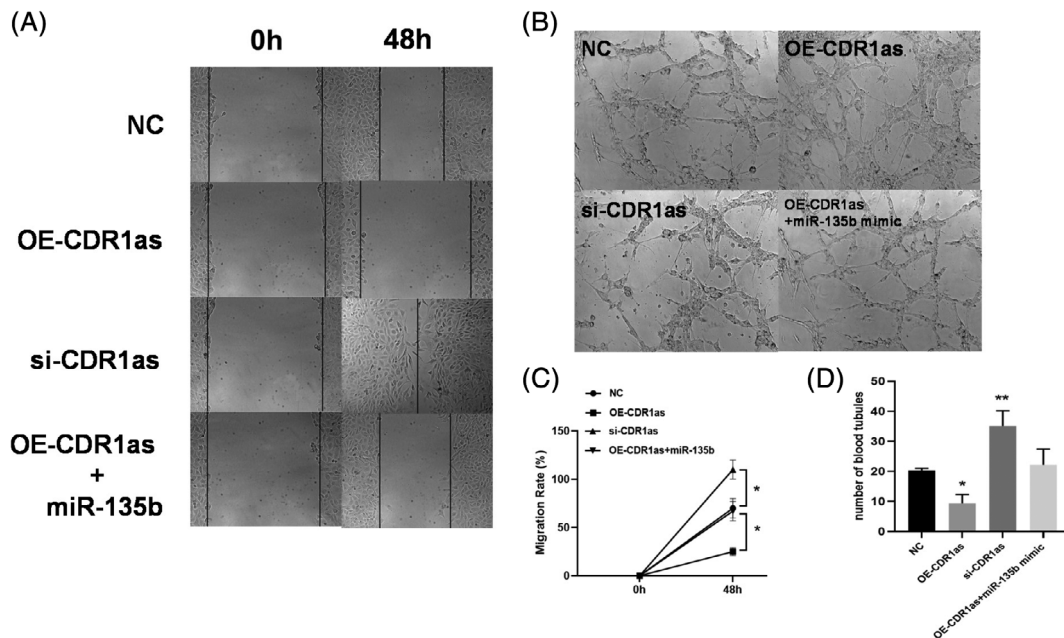 (A)
0h 48h
NC
OE-CDR1as
si-CDR1as
OE-CDR1as
+
miR-135b
(B)
NC
OE-CDR1as
si-CDR1as
OE-CDR1as
+miR-135b mimic
(C)
NC
OE-CDR1as
si-CDR1as
OE-CDR1as+miR-135b
Migration Rate (%)
150
100
50
0
*
*
0h 48h
(D)
number of blood tubules
50
40
30
20
10
0
*
**
NC
OE-CDR1as
si-CDR1as
OE-CDR1as+miR-135b mimic